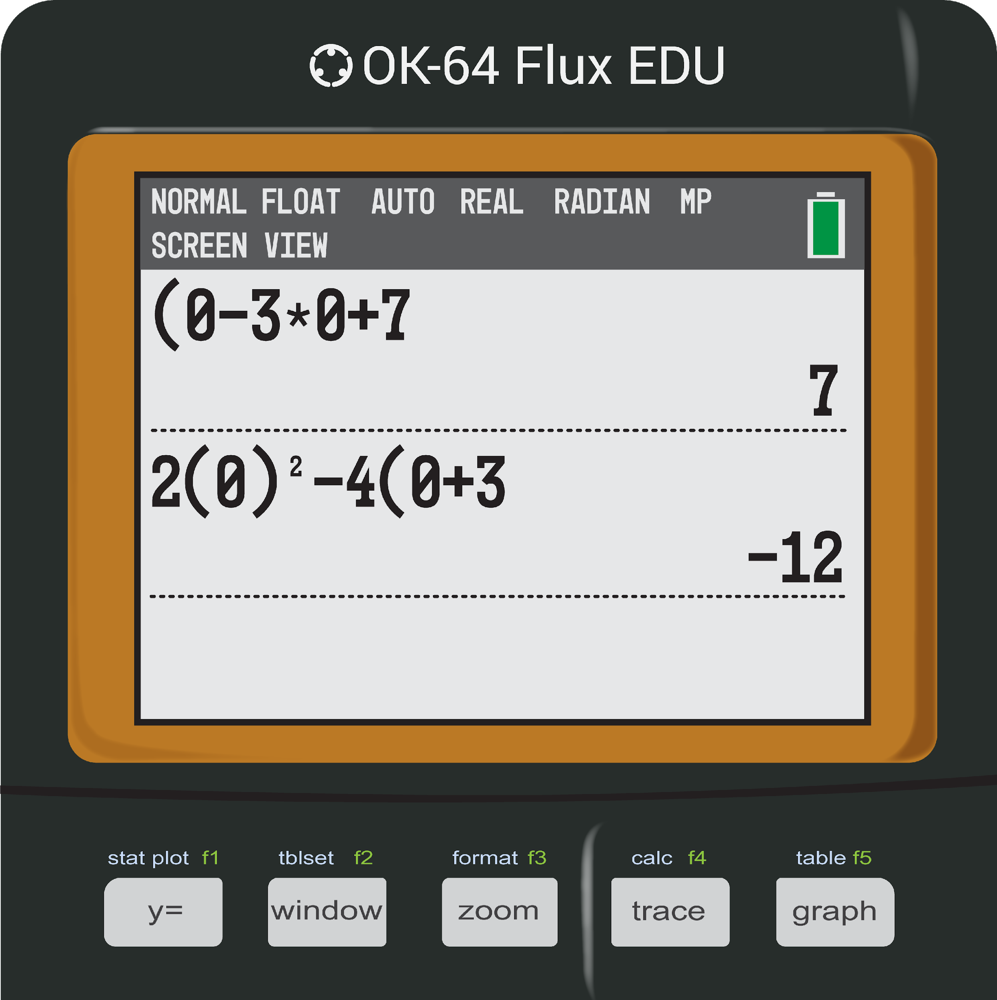 OK-64 Flux EDU
NORMAL FLOAT AUTO REAL RADIAN MP
SCREEN VIEW
(0-3*0+7
7
2(0)²-4(0+3
-12
stat plot f1 tblset f2 format f3 calc f4 table f5
y= window zoom trace graph